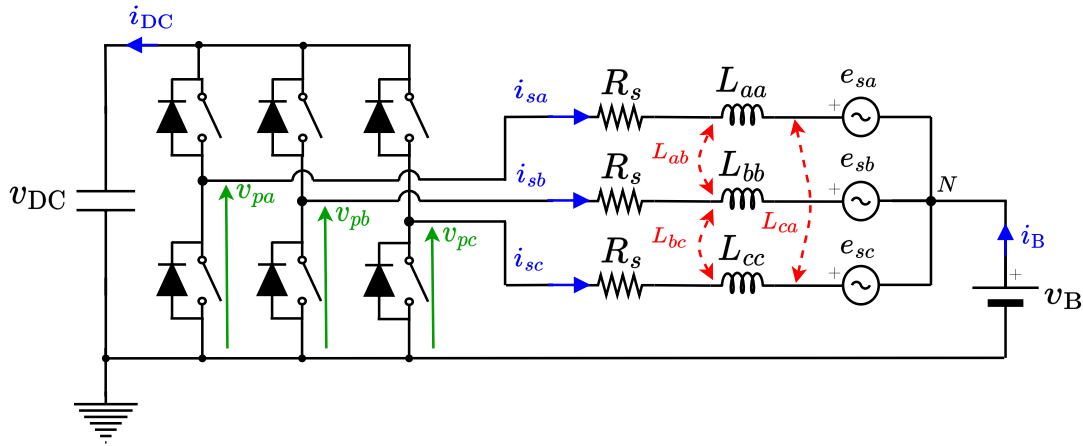 i_DC
R_s
L_aa
e_sa
i_sa
+
L_ab
v_DC
v_pa
i_sb
R_s
L_bb
e_sb
N
v_pb
+
v_pc
L_bc
L_ca
i_sc
R_s
L_cc
e_sc
i_B
+
+
v_B